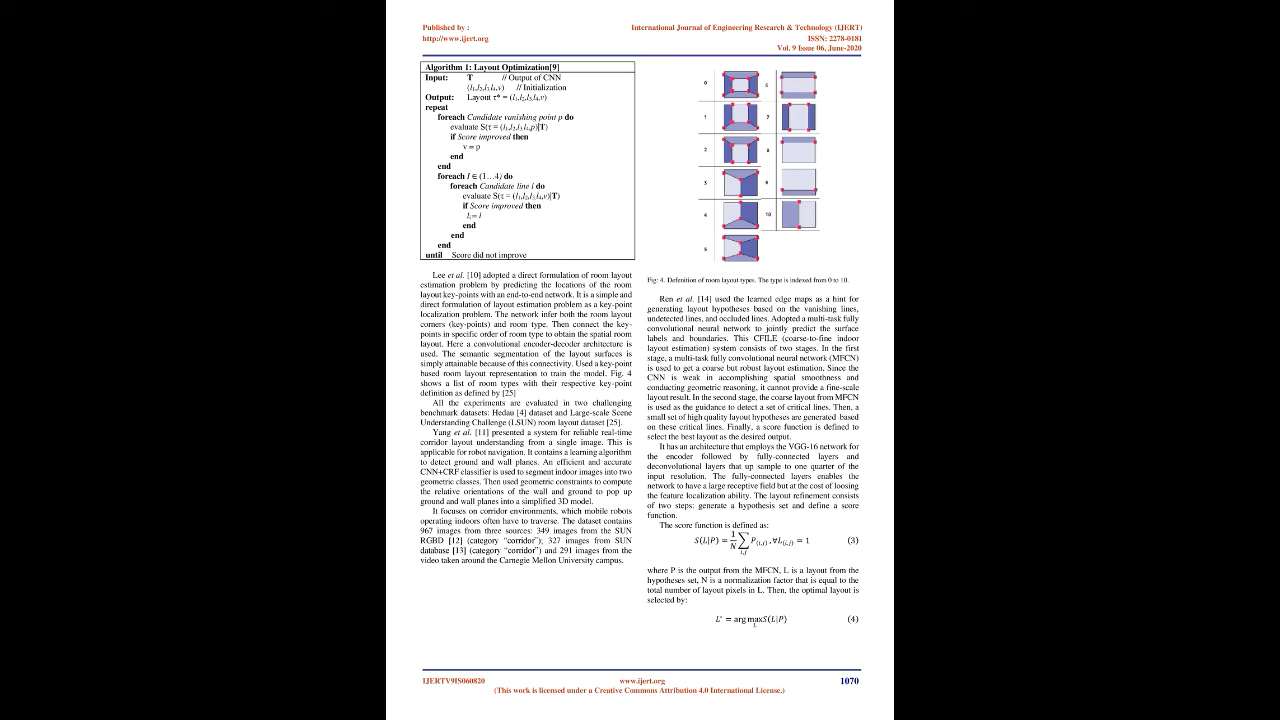 Published by :
http://www.ijert.org
International Journal of Engineering Research & Technology (IJERT)
ISSN: 2278-0181
Vol. 9 Issue 06, June-2020
Algorithm 1: Layout Optimization[9]
Input: T // Output of CNN
(l1,l2,l3,l4,v) // Initialization
Output: Layout τ* = (l1,l2,l3,l4,v)
repeat
foreach Candidate vanishing point p do
evaluate S(τ = (l1,l2,l3,l4,p)|T)
if Score improved then
v = p
end
end
foreach I ∈ (1…4) do
foreach Candidate line l do
evaluate S(τ = (l1,l2,l3,l4,v)|T)
if Score improved then
li = l
end
end
end
until Score did not improve
Lee et al. [10] adopted a direct formulation of room layout
estimation problem by predicting the locations of the room
layout key-points with an end-to-end network. It is a simple and
direct formulation of layout estimation problem as a key-point
localization problem. The network infer both the room layout
corners (key-points) and room type. Then connect the key-
points in specific order of room type to obtain the spatial room
layout. Here a convolutional encoder-decoder architecture is
used. The semantic segmentation of the layout surfaces is
simply attainable because of this connectivity. Used a key-point
based room layout representation to train the model. Fig. 4
shows a list of room types with their respective key-point
definition as defined by [25]
All the experiments are evaluated in two challenging
benchmark datasets: Hedau [4] dataset and Large-scale Scene
Understanding Challenge (LSUN) room layout dataset [25].
Yang et al. [11] presented a system for reliable real-time
corridor layout understanding from a single image. This is
applicable for robot navigation. It contains a learning algorithm
to detect ground and wall planes. An efficient and accurate
CNN+CRF classifier is used to segment indoor images into two
geometric classes. Then used geometric constraints to compute
the relative orientations of the wall and ground to pop up
ground and wall planes into a simplified 3D model.
It focuses on corridor environments, which mobile robots
operating indoors often have to traverse. The dataset contains
967 images from three sources: 349 images from the SUN
RGBD [12] (category “corridor”); 327 images from SUN
database [13] (category “corridor”) and 291 images from the
video taken around the Carnegie Mellon University campus.
0
1
2
3
4
5
6
7
8
9
10
Fig: 4. Defenition of room layout types. The type is indexed from 0 to 10.
Ren et al. [14] used the learned edge maps as a hint for
generating layout hypotheses based on the vanishing lines,
undetected lines, and occluded lines. Adopted a multi-task fully
convolutional neural network to jointly predict the surface
labels and boundaries. This CFILE (coarse-to-fine indoor
layout estimation) system consists of two stages. In the first
stage, a multi-task fully convolutional neural network (MFCN)
is used to get a coarse but robust layout estimation. Since the
CNN is weak in accomplishing spatial smoothness and
conducting geometric reasoning, it cannot provide a fine-scale
layout result. In the second stage, the coarse layout from MFCN
is used as the guidance to detect a set of critical lines. Then, a
small set of high quality layout hypotheses are generated based
on these critical lines. Finally, a score function is defined to
select the best layout as the desired output.
It has an architecture that employs the VGG-16 network for
the encoder followed by fully-connected layers and
deconvolutional layers that up sample to one quarter of the
input resolution. The fully-connected layers enables the
network to have a large receptive field but at the cost of loosing
the feature localization ability. The layout refinement consists
of two steps: generate a hypothesis set and define a score
function.
The score function is defined as:
S(L|P) = 1/N ∑i,j P(i,j) , ∀L(i,j) = 1 (3)
where P is the output from the MFCN, L is a layout from the
hypotheses set, N is a normalization factor that is equal to the
total number of layout pixels in L. Then, the optimal layout is
selected by:
L* = arg maxL S(L|P) (4)
IJERTV9IS060820
www.ijert.org
1070
(This work is licensed under a Creative Commons Attribution 4.0 International License.)